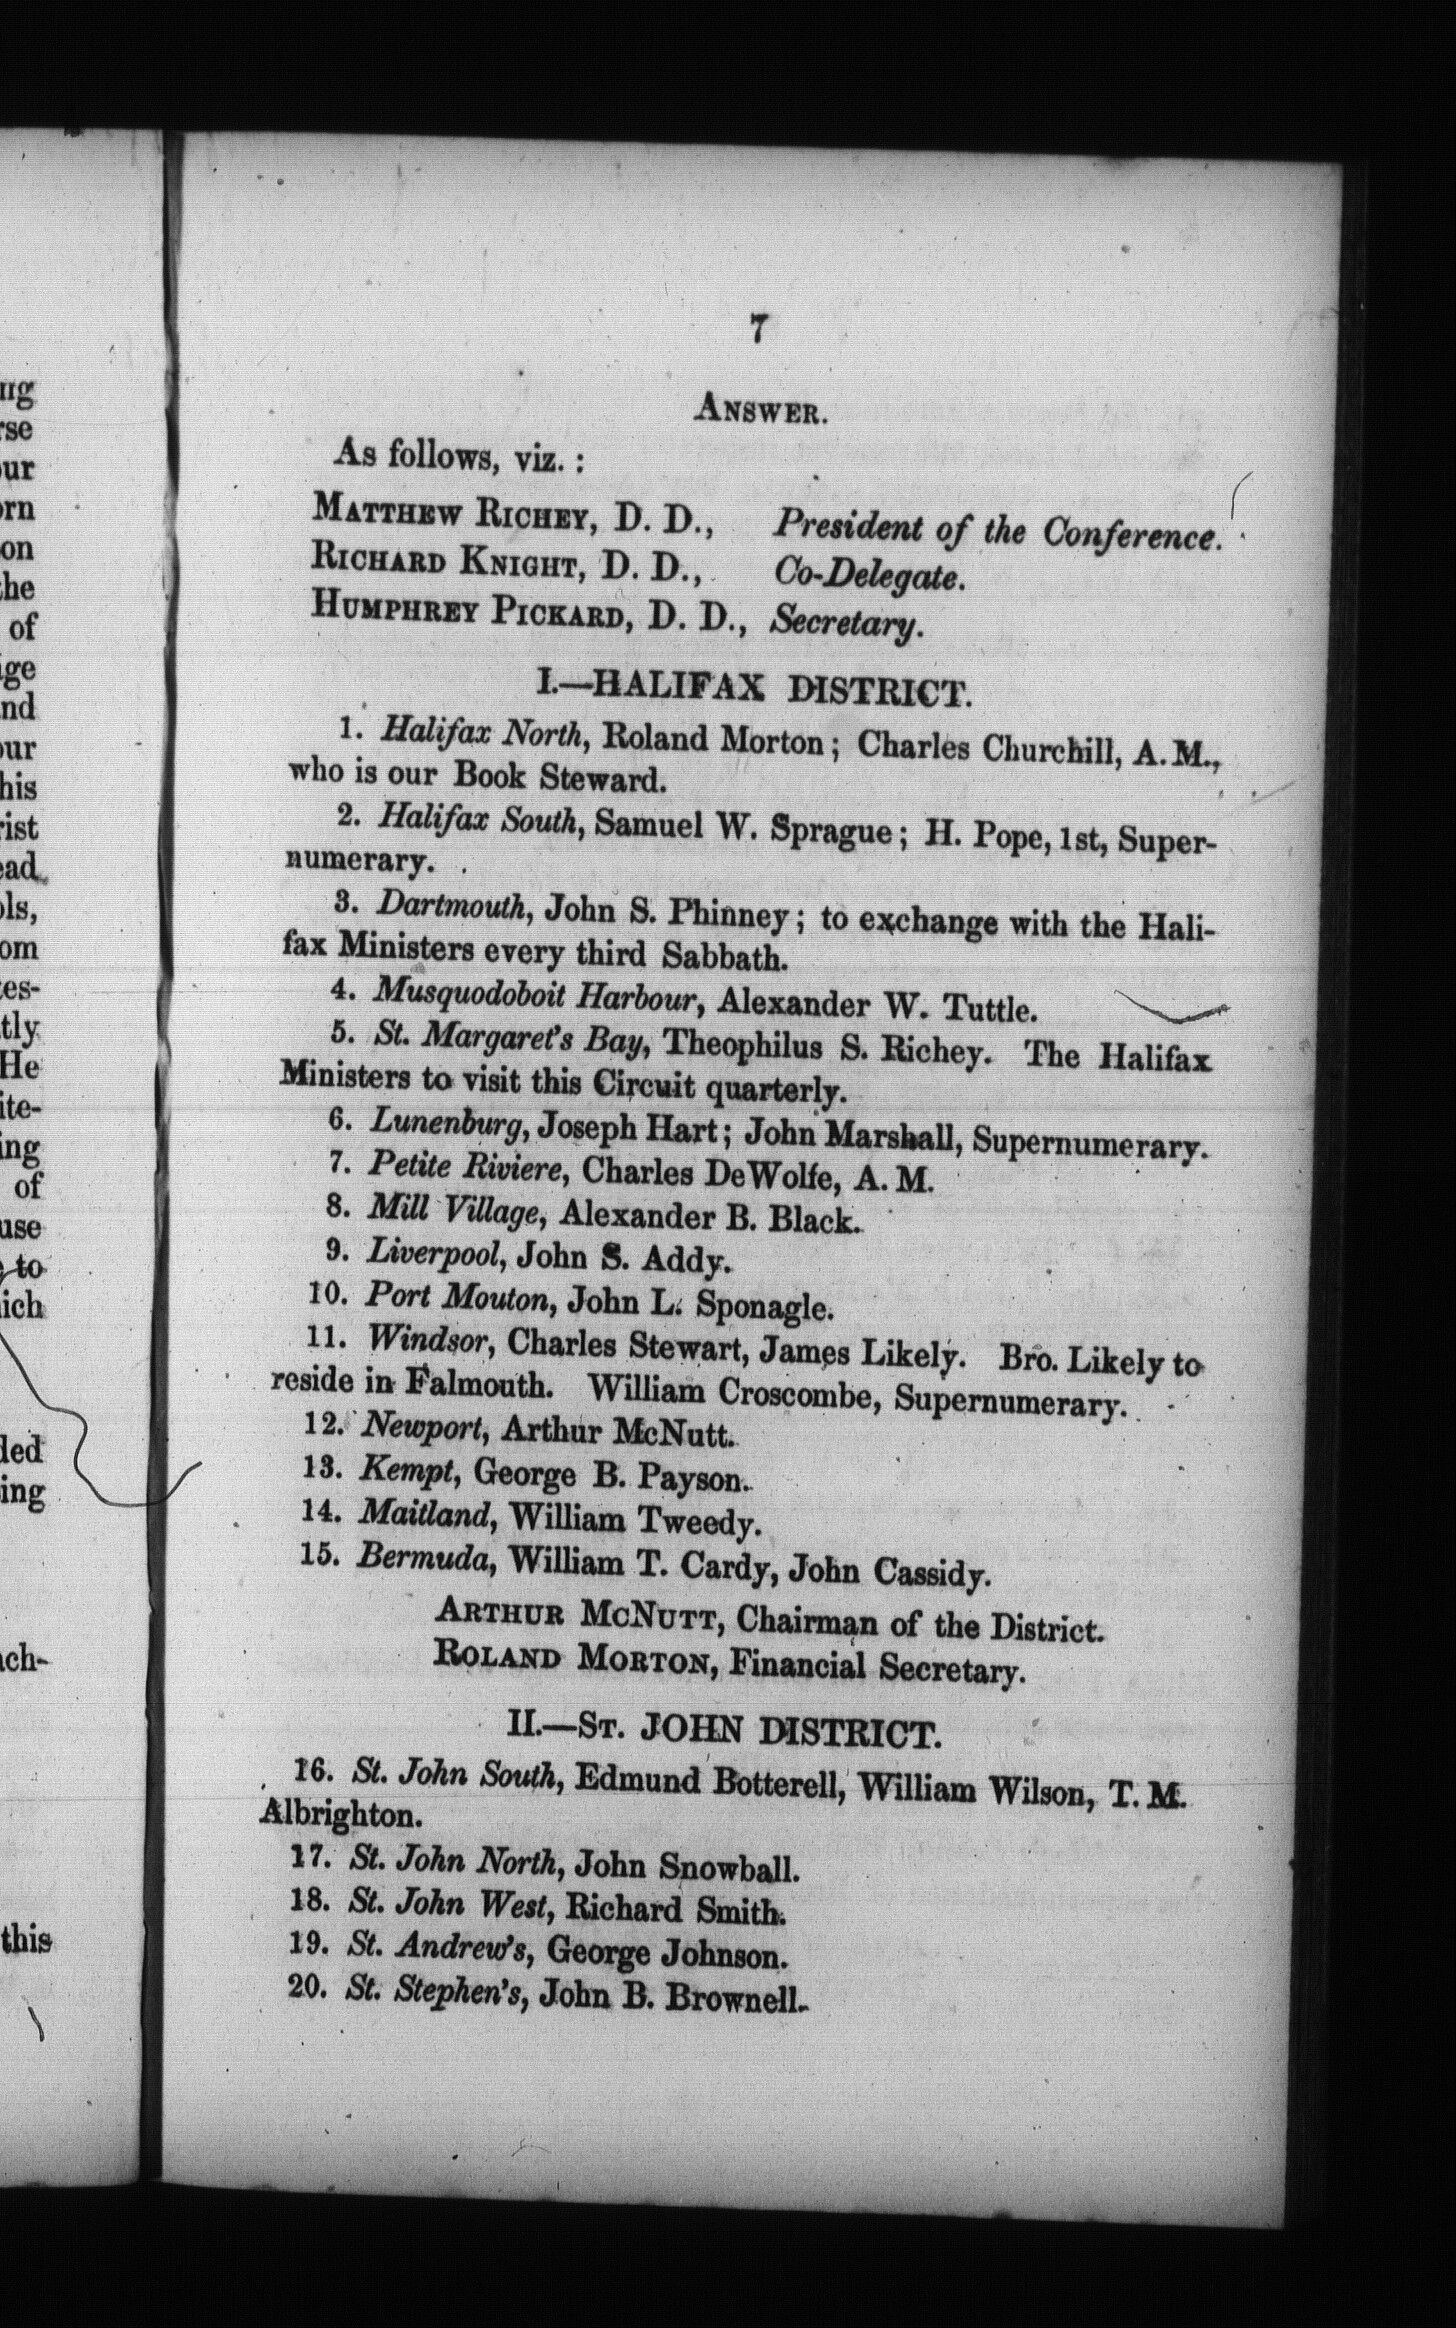 7
ANSWER.
As follows, viz. :
MATTHEW RICHEY, D. D., President of the Conference.
RICHARD KNIGHT, D. D., Co-Delegate.
HUMPHREY PICKARD, D. D., Secretary.
I.—HALIFAX DISTRICT.
1. Halifax North, Roland Morton; Charles Churchill, A. M.,
who is our Book Steward.
2. Halifax South, Samuel W. Sprague; H. Pope, 1st, Super-
numerary.
3. Dartmouth, John S. Phinney; to exchange with the Hali-
fax Ministers every third Sabbath.
4. Musquodoboit Harbour, Alexander W. Tuttle.
5. St. Margaret's Bay, Theophilus S. Richey. The Halifax
Ministers to visit this Circuit quarterly.
6. Lunenburg, Joseph Hart; John Marshall, Supernumerary.
7. Petite Riviere, Charles DeWolfe, A. M.
8. Mill Village, Alexander B. Black.
9. Liverpool, John S. Addy.
10. Port Mouton, John L. Sponagle.
11. Windsor, Charles Stewart, James Likely. Bro. Likely to
reside in Falmouth. William Croscombe, Supernumerary.
12. Newport, Arthur McNutt.
13. Kempt, George B. Payson.
14. Maitland, William Tweedy.
15. Bermuda, William T. Cardy, John Cassidy.
ARTHUR MCNUTT, Chairman of the District.
ROLAND MORTON, Financial Secretary.
II.—ST. JOHN DISTRICT.
16. St. John South, Edmund Botterell, William Wilson, T. M.
Albrighton.
17. St. John North, John Snowball.
18. St. John West, Richard Smith.
19. St. Andrew's, George Johnson.
20. St. Stephen's, John B. Brownell.